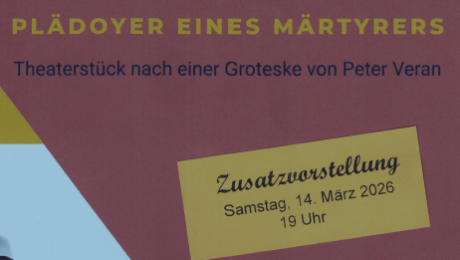 PLÄDOYER EINES MÄRTYRERS
Theaterstück nach einer Groteske von Peter Veran
Zusatzvorstellung
Samstag, 14. März 2026
19 Uhr